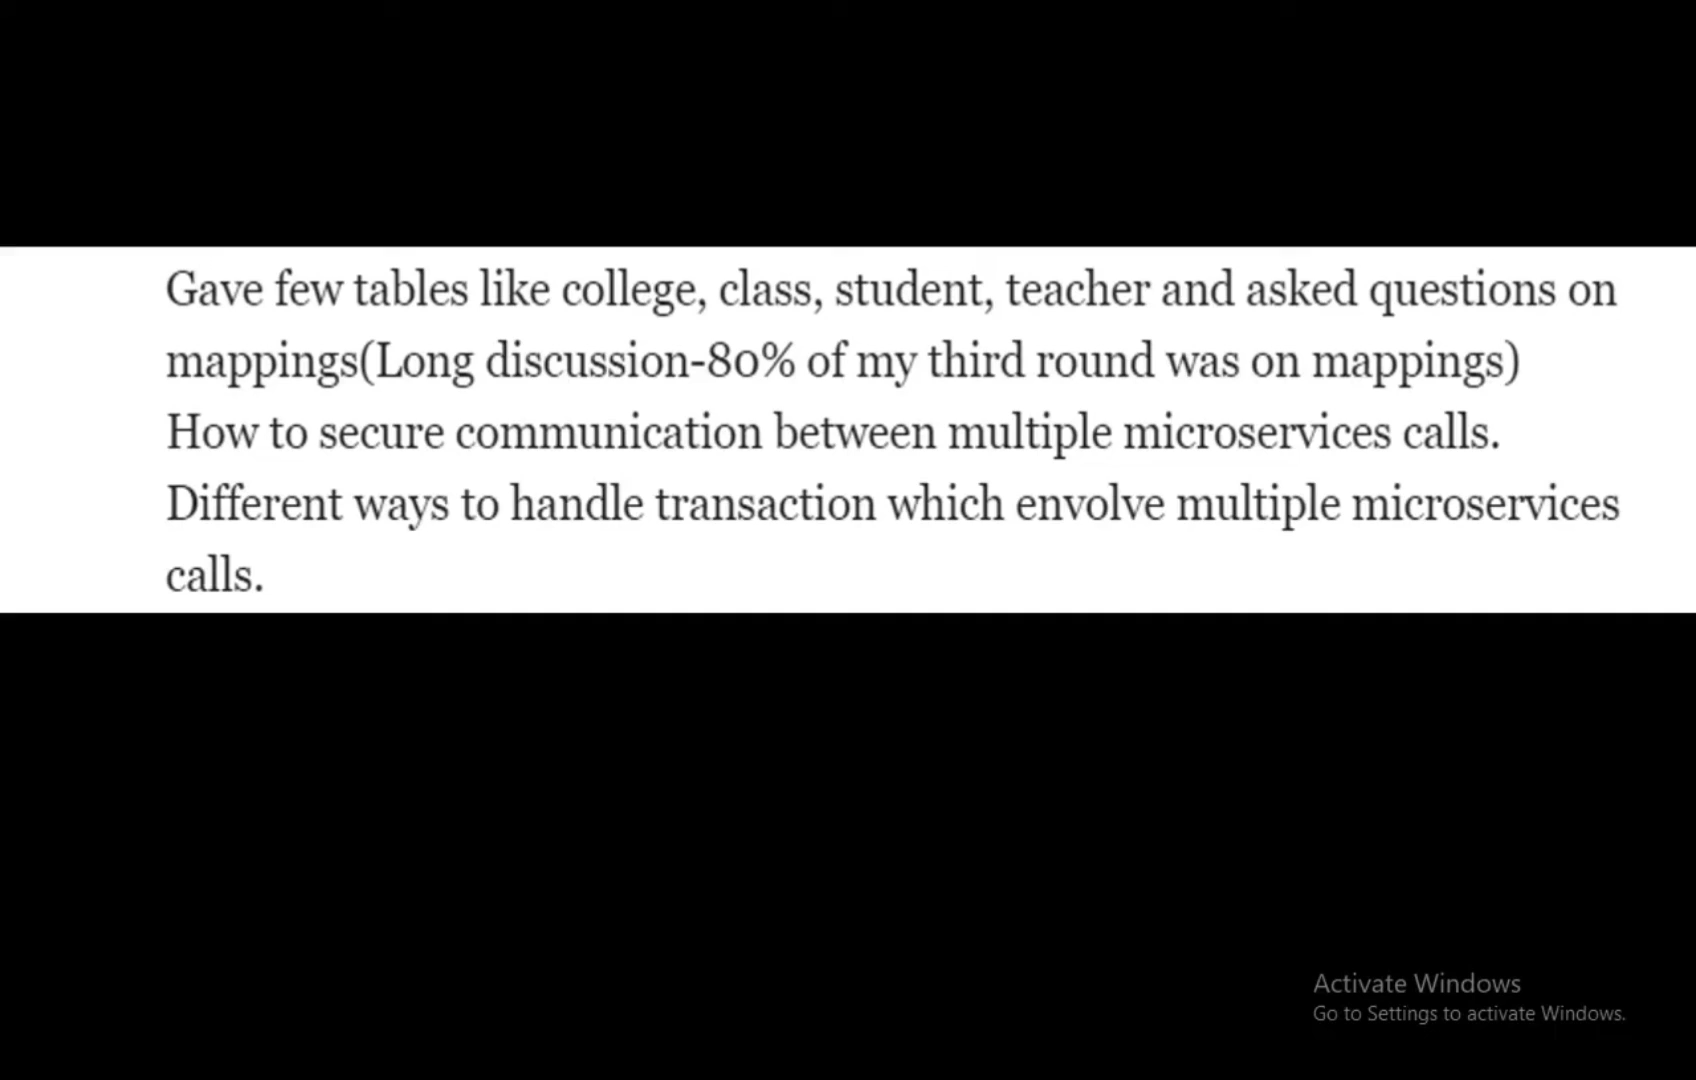 Gave few tables like college, class, student, teacher and asked questions on
mappings(Long discussion-80% of my third round was on mappings)
How to secure communication between multiple microservices calls.
Different ways to handle transaction which envolve multiple microservices
calls.
Activate Windows
Go to Settings to activate Windows.